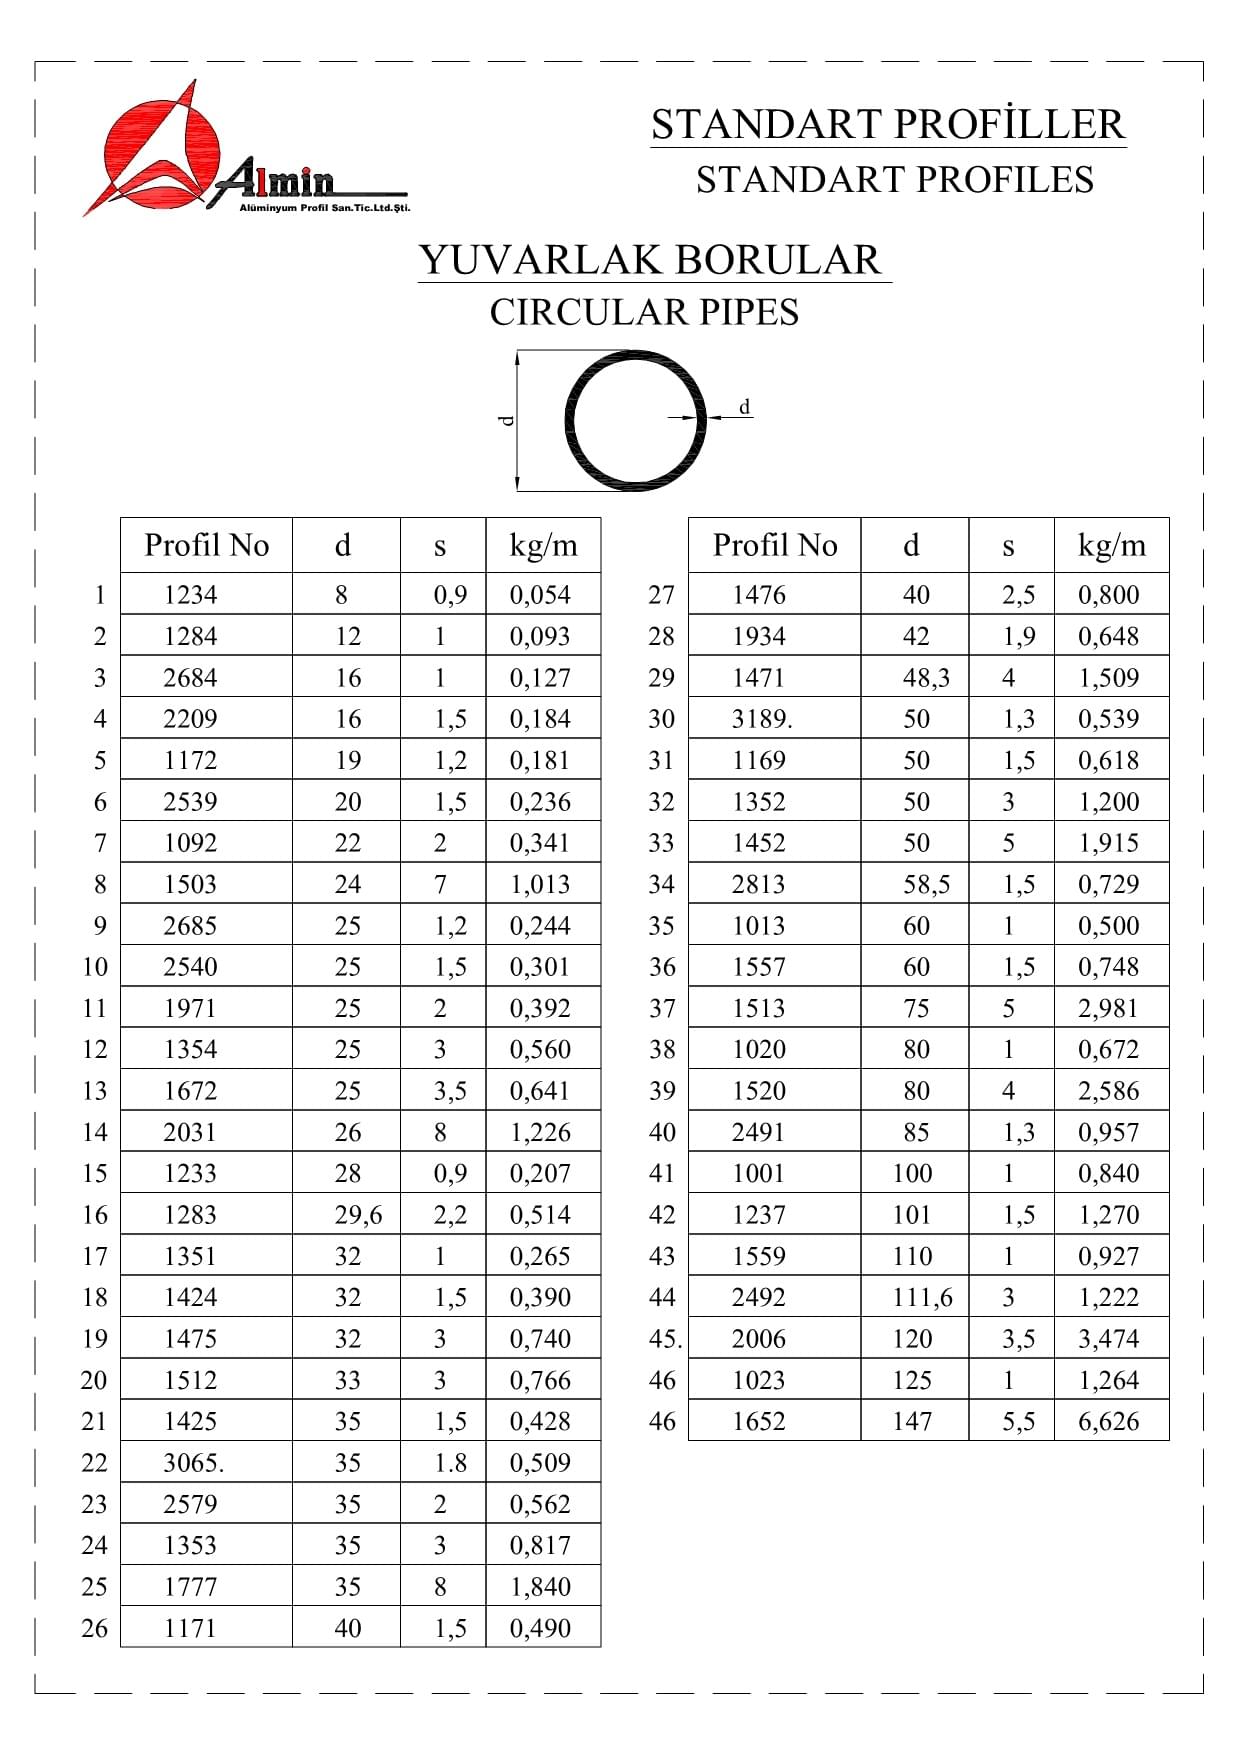 Almin
Alüminyum Profil San.Tic.Ltd.Şti.
STANDART PROFİLLER
STANDART PROFILES
YUVARLAK BORULAR
CIRCULAR PIPES
d
d
Profil No d s kg/m
1 1234 8 0,9 0,054
2 1284 12 1 0,093
3 2684 16 1 0,127
4 2209 16 1,5 0,184
5 1172 19 1,2 0,181
6 2539 20 1,5 0,236
7 1092 22 2 0,341
8 1503 24 7 1,013
9 2685 25 1,2 0,244
10 2540 25 1,5 0,301
11 1971 25 2 0,392
12 1354 25 3 0,560
13 1672 25 3,5 0,641
14 2031 26 8 1,226
15 1233 28 0,9 0,207
16 1283 29,6 2,2 0,514
17 1351 32 1 0,265
18 1424 32 1,5 0,390
19 1475 32 3 0,740
20 1512 33 3 0,766
21 1425 35 1,5 0,428
22 3065. 35 1.8 0,509
23 2579 35 2 0,562
24 1353 35 3 0,817
25 1777 35 8 1,840
26 1171 40 1,5 0,490
Profil No d s kg/m
27 1476 40 2,5 0,800
28 1934 42 1,9 0,648
29 1471 48,3 4 1,509
30 3189. 50 1,3 0,539
31 1169 50 1,5 0,618
32 1352 50 3 1,200
33 1452 50 5 1,915
34 2813 58,5 1,5 0,729
35 1013 60 1 0,500
36 1557 60 1,5 0,748
37 1513 75 5 2,981
38 1020 80 1 0,672
39 1520 80 4 2,586
40 2491 85 1,3 0,957
41 1001 100 1 0,840
42 1237 101 1,5 1,270
43 1559 110 1 0,927
44 2492 111,6 3 1,222
45. 2006 120 3,5 3,474
46 1023 125 1 1,264
46 1652 147 5,5 6,626